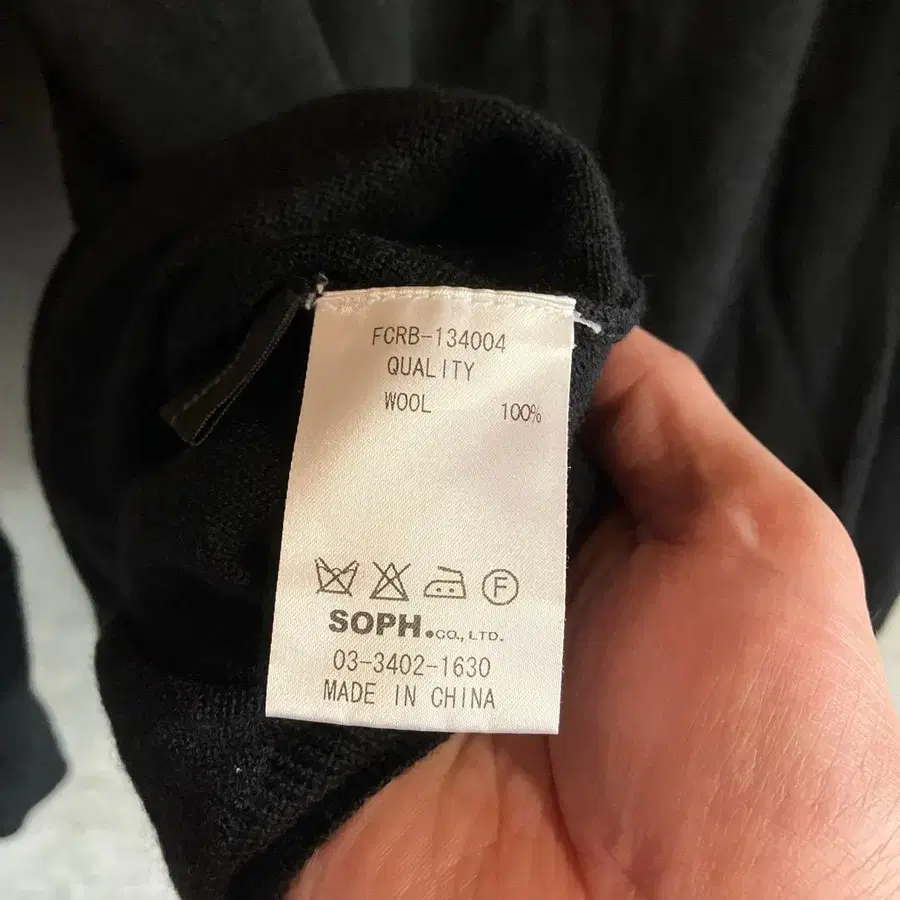 FCRB-134004
QUALITY
WOOL 100%
F
SOPH.CO., LTD.
03-3402-1630
MADE IN CHINA